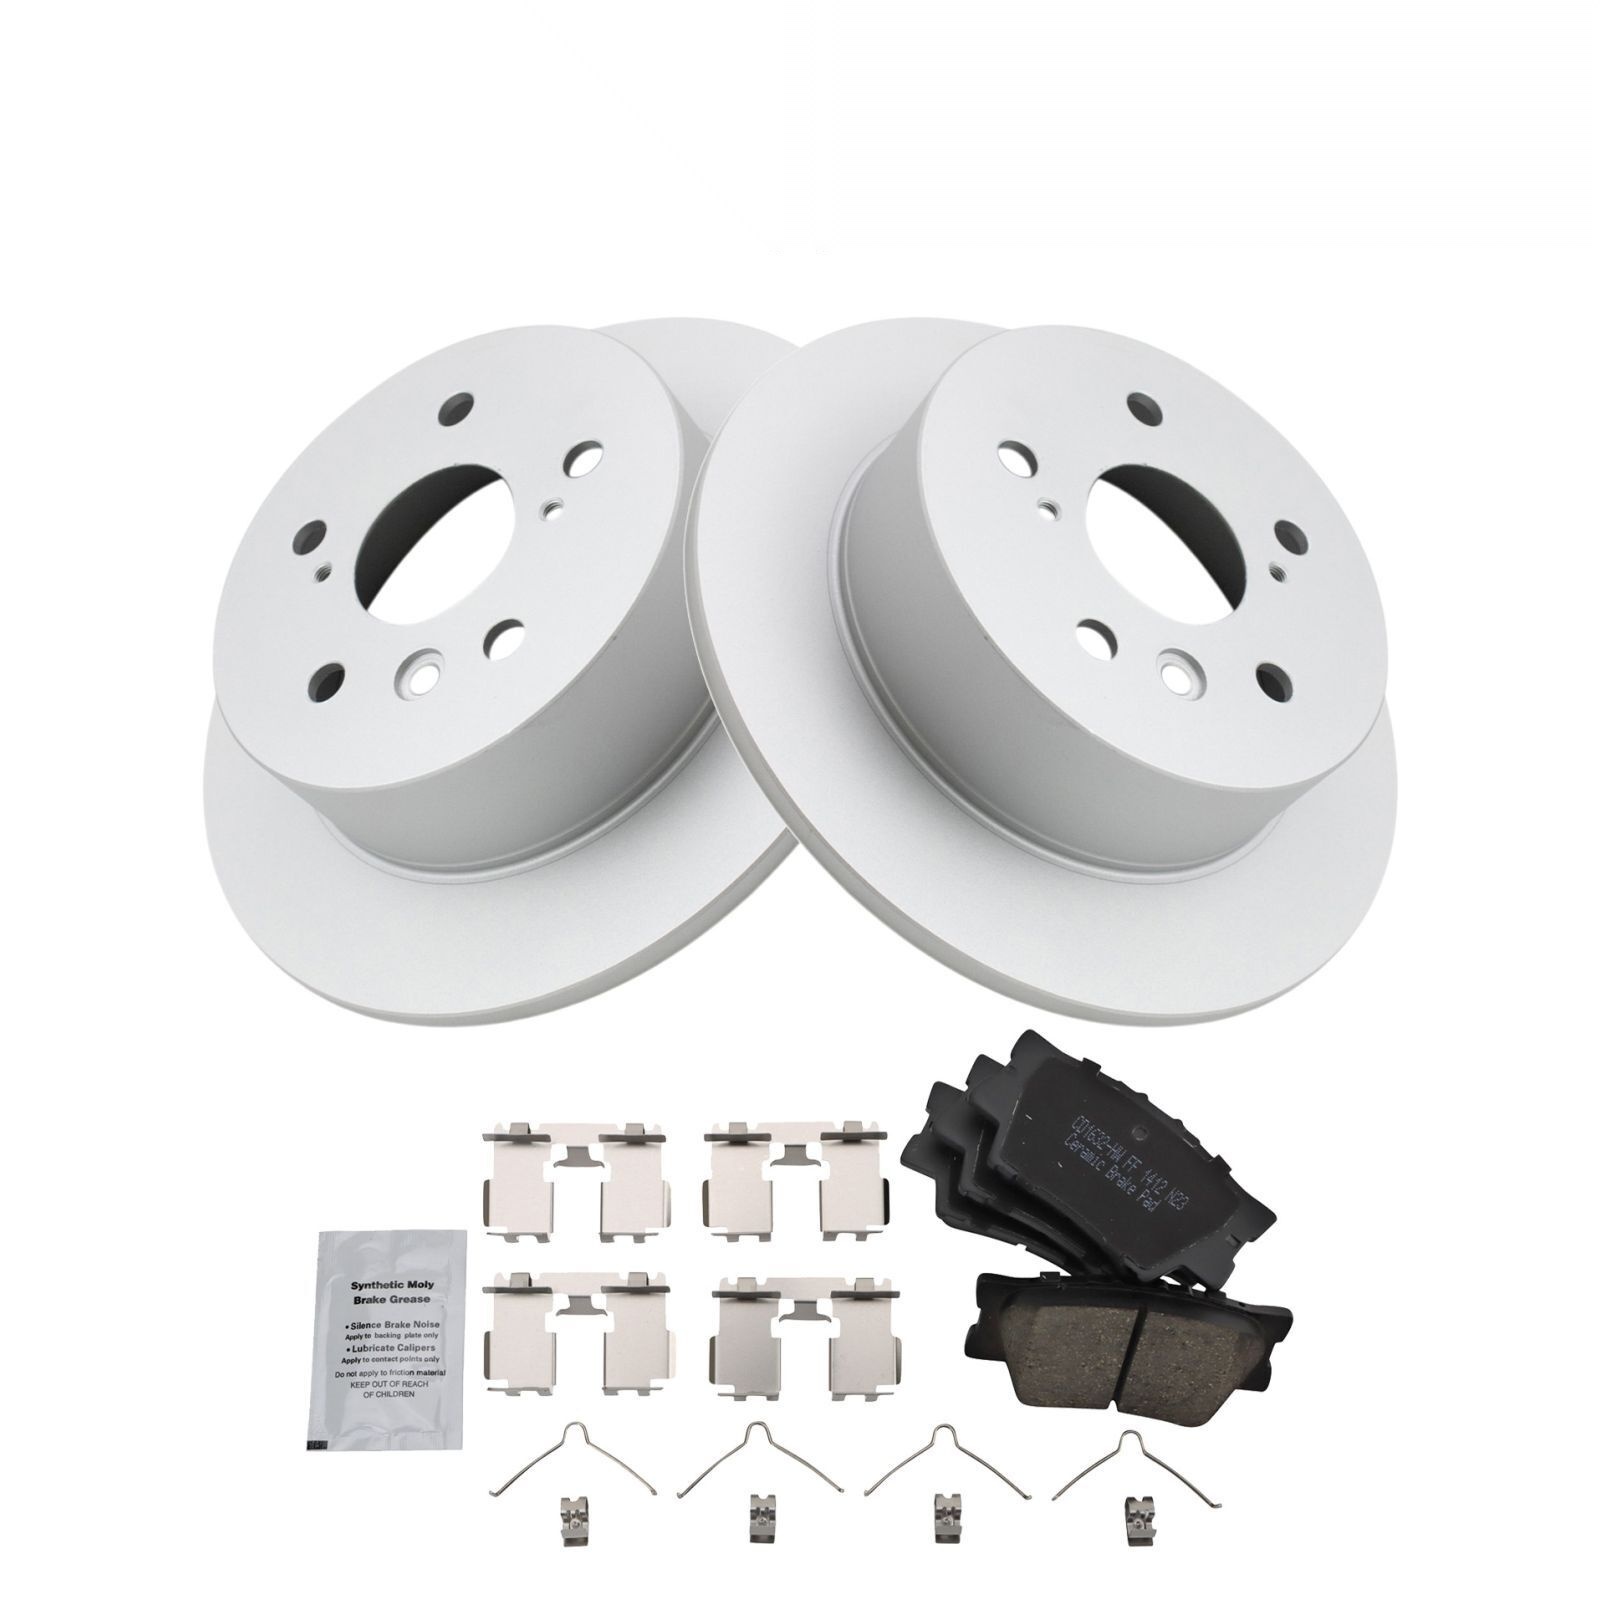 CD1632-HW FF 1412 N23
Ceramic Brake Pad
Synthetic Moly
Brake Grease
• Silence Brake Noise
Apply to backing plate only
• Lubricate Calipers
Apply to contact points only
Do not apply to friction material
KEEP OUT OF REACH
OF CHILDREN